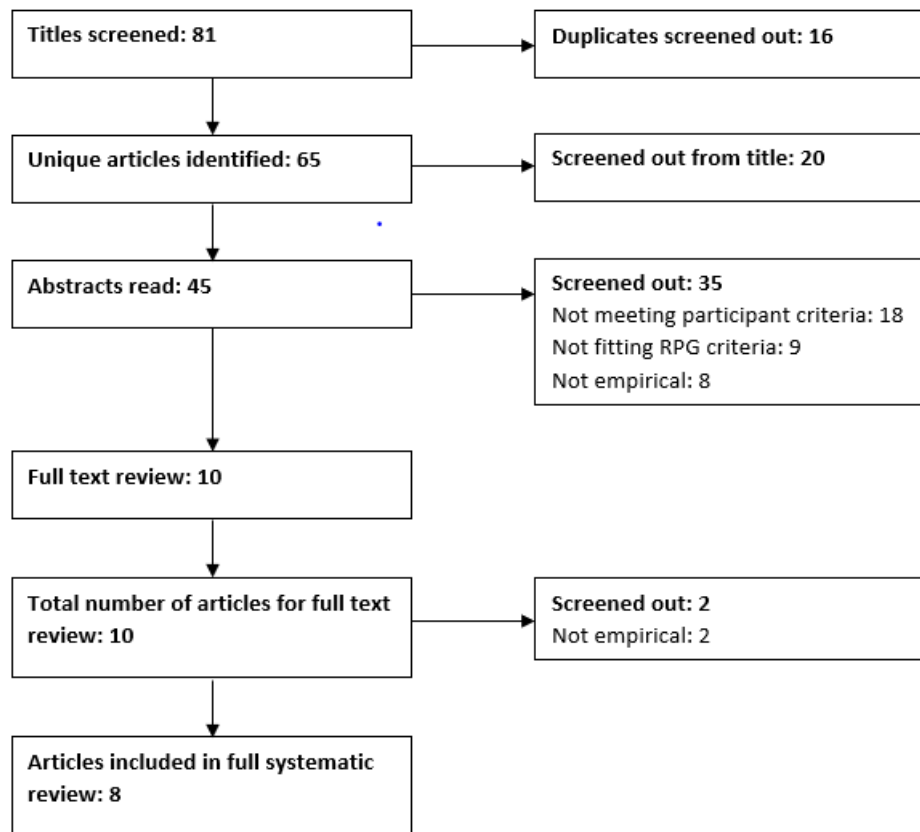 Titles screened: 81
Duplicates screened out: 16
Unique articles identified: 65
Screened out from title: 20
Abstracts read: 45
Screened out: 35
Not meeting participant criteria: 18
Not fitting RPG criteria: 9
Not empirical: 8
Full text review: 10
Total number of articles for full text
review: 10
Screened out: 2
Not empirical: 2
Articles included in full systematic
review: 8